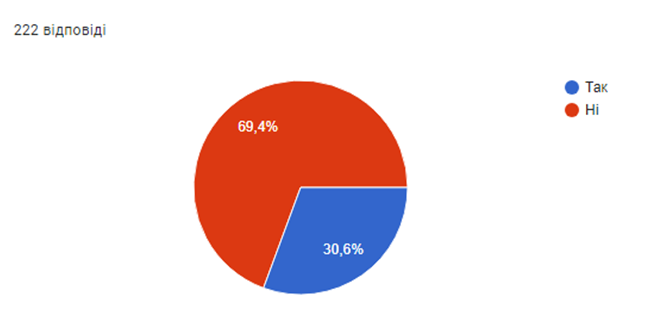 222 відповіді
Так
Ні
69,4%
30,6%